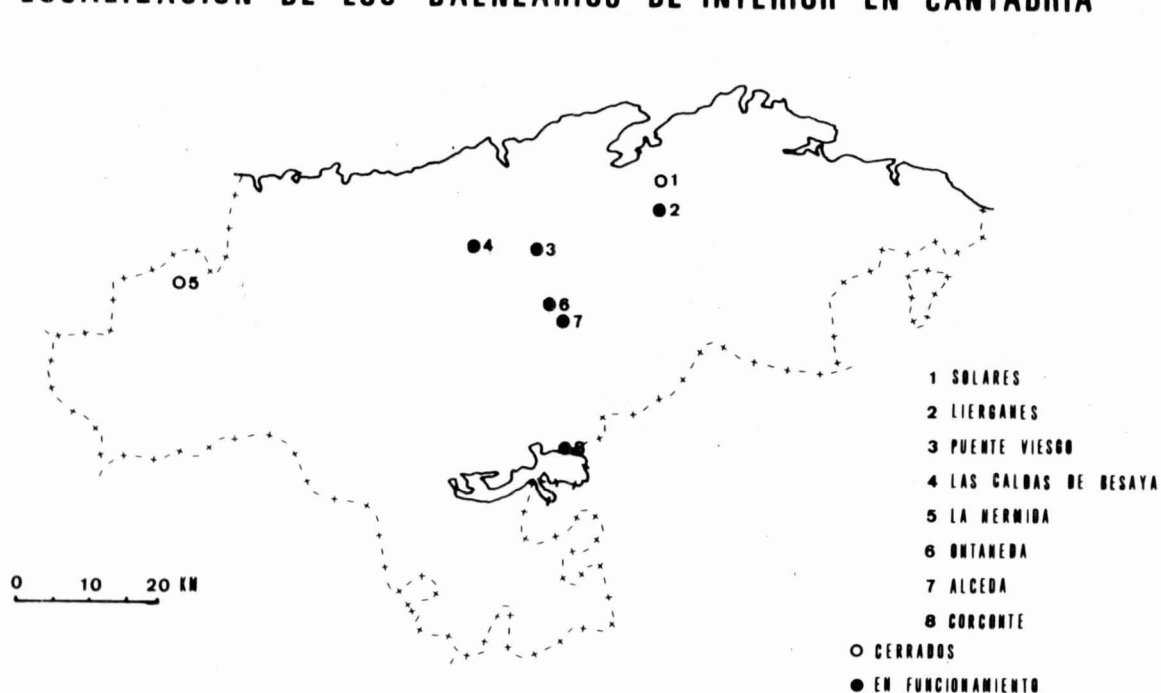 LOCALIZACION DE LOS BALNEARIOS DE INTERIOR EN CANTABRIA
1
2
4
3
5
6
7
8
1 SOLARES
2 LIERGANES
3 PUENTE VIESGO
4 LAS CALDAS DE BESAYA
5 LA HERMIDA
6 ONTANEDA
7 ALCEDA
8 CORCONTE
0 10 20 KM
CERRADOS
EN FUNCIONAMIENTO